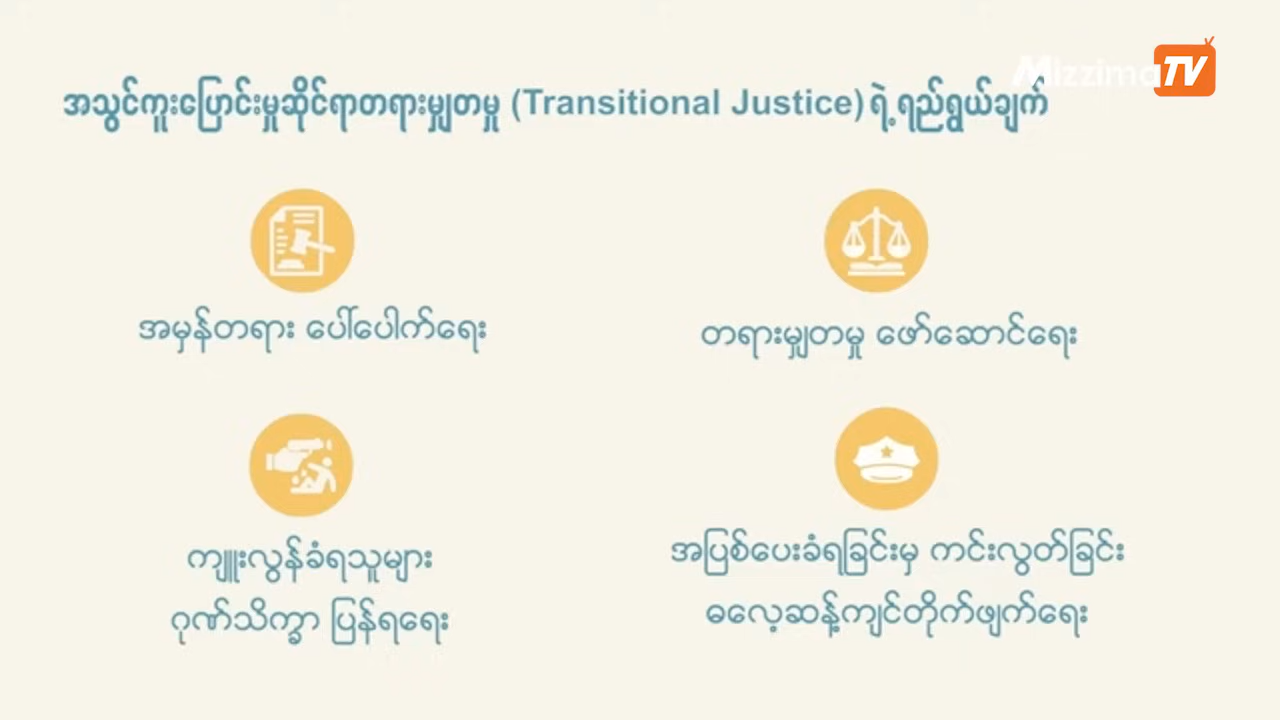 Mizzima TV
အသွင်ကူးပြောင်းမှုဆိုင်ရာတရားမျှတမှု (Transitional Justice) ရဲ့ ရည်ရွယ်ချက်
အမှန်တရား ပေါ်ပေါက်ရေး
တရားမျှတမှု ဖော်ဆောင်ရေး
ကျူးလွန်ခံရသူများ
ဂုဏ်သိက္ခာ ပြန်ရရေး
အပြစ်ပေးခံရခြင်းမှ ကင်းလွတ်ခြင်း
ဓလေ့ဆန့်ကျင်တိုက်ဖျက်ရေး